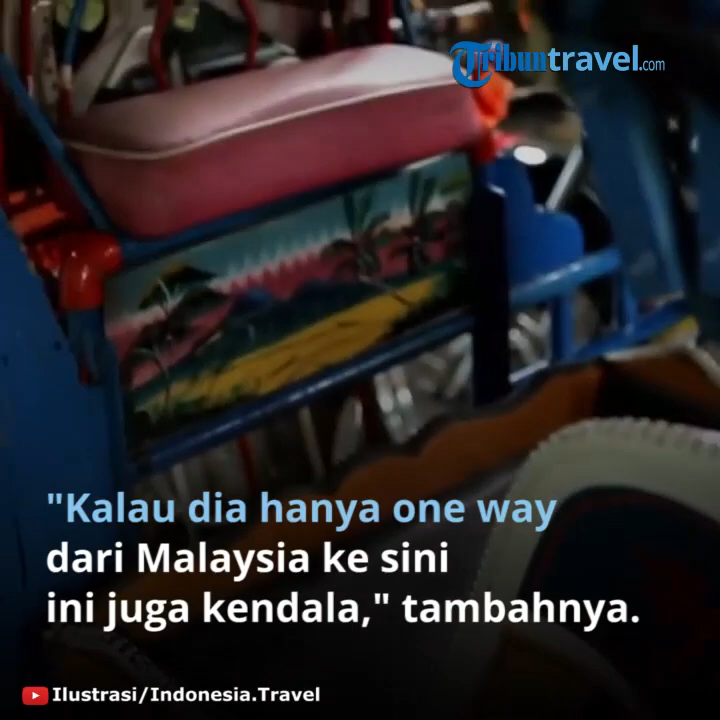 Tribuntravel.com
"Kalau dia hanya one way
dari Malaysia ke sini
ini juga kendala," tambahnya.
Ilustrasi/Indonesia.Travel